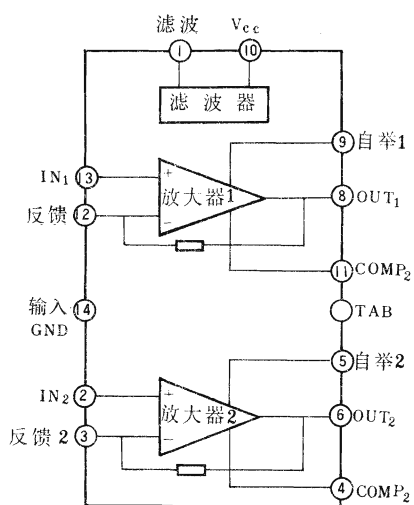 滤波 Vcc
1 10
滤波器
9 自举1
IN1 13 + 放大器1 8 OUT1
反馈 12 −
11 COMP2
输入 14 TAB
GND
5 自举2
IN2 2 + 放大器2 6 OUT2
反馈2 3 −
4 COMP2